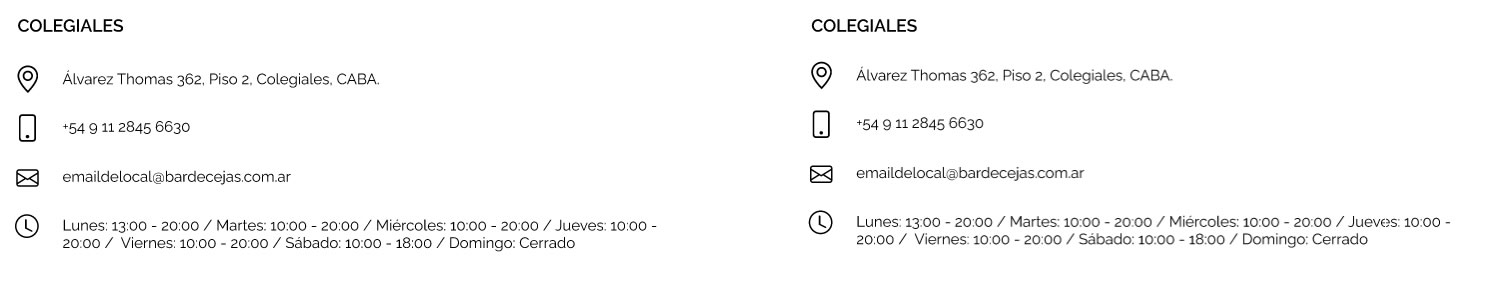 COLEGIALES
Álvarez Thomas 362, Piso 2, Colegiales, CABA.
+54 9 11 2845 6630
emaildelocal@bardecejas.com.ar
Lunes: 13:00 - 20:00 / Martes: 10:00 - 20:00 / Miércoles: 10:00 - 20:00 / Jueves: 10:00 -
20:00 / Viernes: 10:00 - 20:00 / Sábado: 10:00 - 18:00 / Domingo: Cerrado
COLEGIALES
Álvarez Thomas 362, Piso 2, Colegiales, CABA.
+54 9 11 2845 6630
emaildelocal@bardecejas.com.ar
Lunes: 13:00 - 20:00 / Martes: 10:00 - 20:00 / Miércoles: 10:00 - 20:00 / Jueves: 10:00 -
20:00 / Viernes: 10:00 - 20:00 / Sábado: 10:00 - 18:00 / Domingo: Cerrado